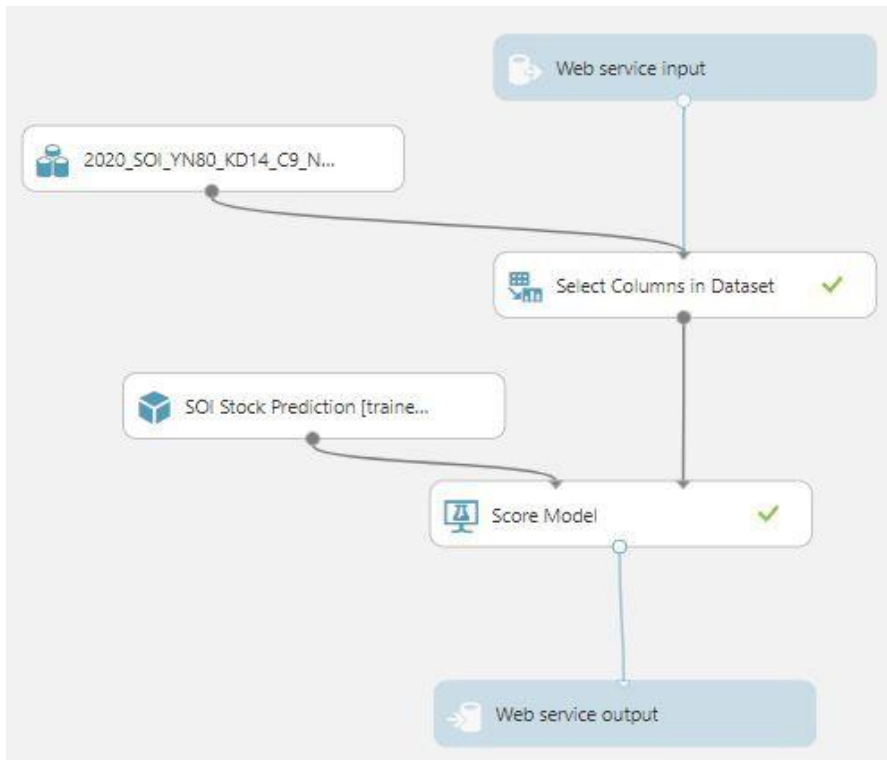 Web service input
2020_SOI_YN80_KD14_C9_N...
Select Columns in Dataset
SOI Stock Prediction [traine...
Score Model
Web service output